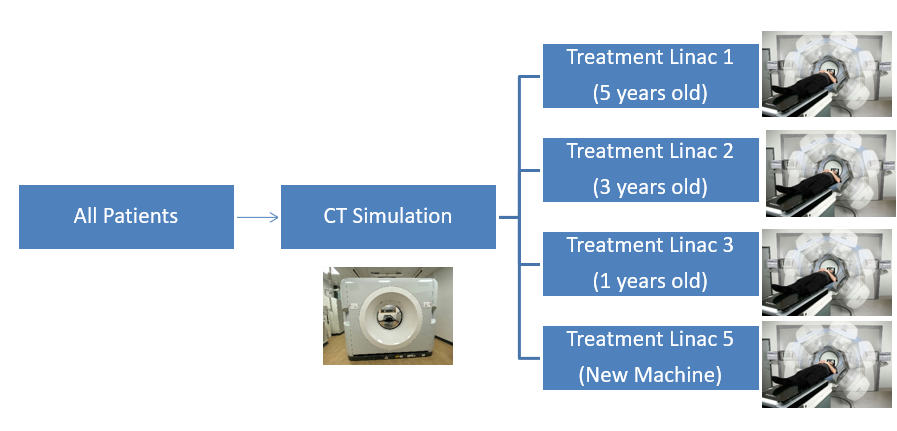 All Patients
CT Simulation
Treatment Linac 1
(5 years old)
Treatment Linac 2
(3 years old)
Treatment Linac 3
(1 years old)
Treatment Linac 5
(New Machine)